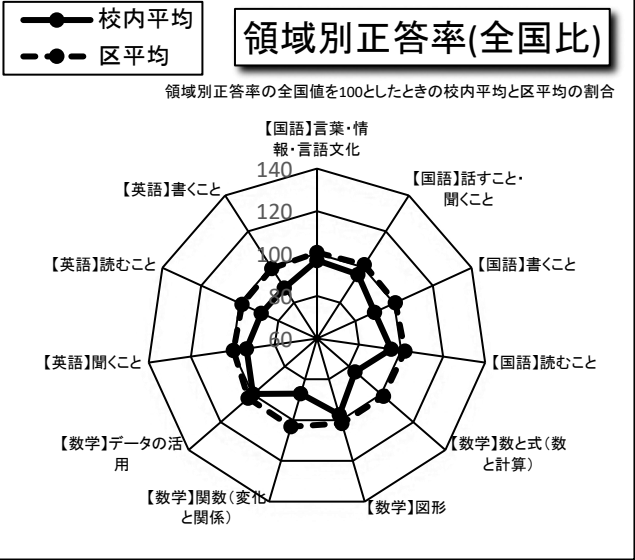 校内平均
区平均
領域別正答率(全国比)
領域別正答率の全国値を100としたときの校内平均と区平均の割合
【国語】言葉・情
報・言語文化
【国語】話すこと・
聞くこと
【国語】書くこと
【国語】読むこと
【数学】数と式(数
と計算)
【数学】図形
【数学】関数(変化
と関係)
【数学】データの活
用
【英語】聞くこと
【英語】読むこと
【英語】書くこと
140
120
100
80
60